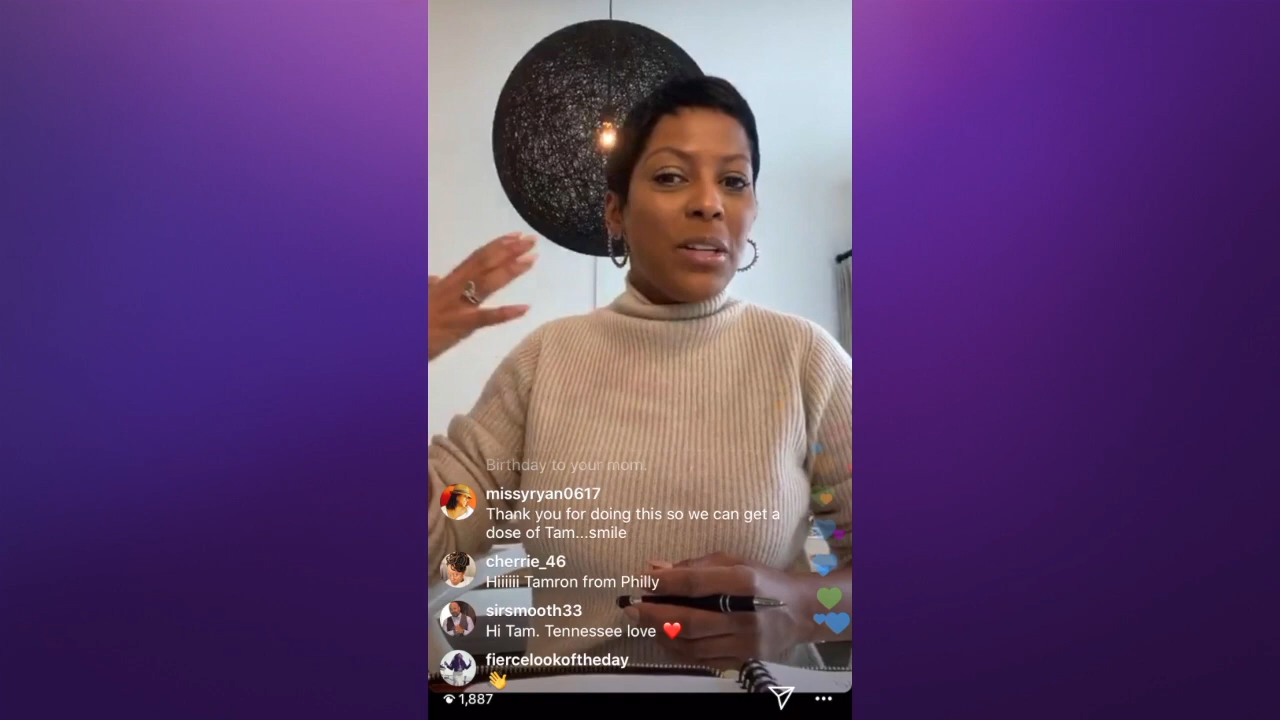 Birthday to your mom.
missyryan0617
Thank you for doing this so we can get a
dose of Tam...smile
cherrie_46
Hiiiiii Tamron from Philly
sirsmooth33
Hi Tam. Tennessee love ❤️
fiercelookoftheday
👋
1,887